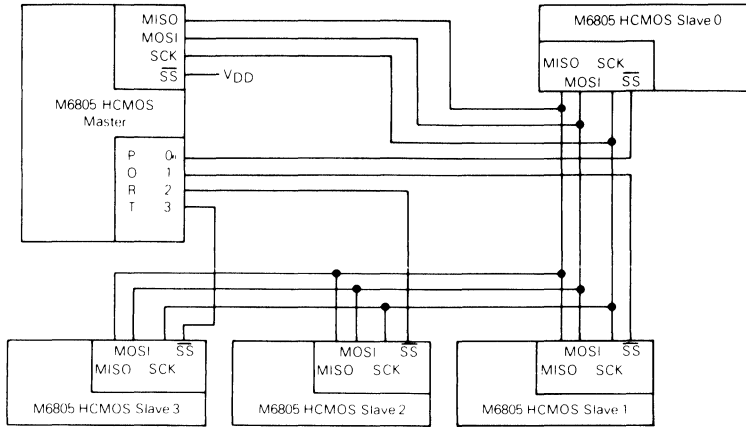 MISO
MOSI
SCK
SS
VDD
M6805 HCMOS
Master
P 0
O 1
R 2
T 3
M6805 HCMOS Slave 0
MISO SCK
MOSI SS
MOSI SS
MISO SCK
M6805 HCMOS Slave 3
MOSI SS
MISO SCK
M6805 HCMOS Slave 2
MOSI SS
MISO SCK
M6805 HCMOS Slave 1